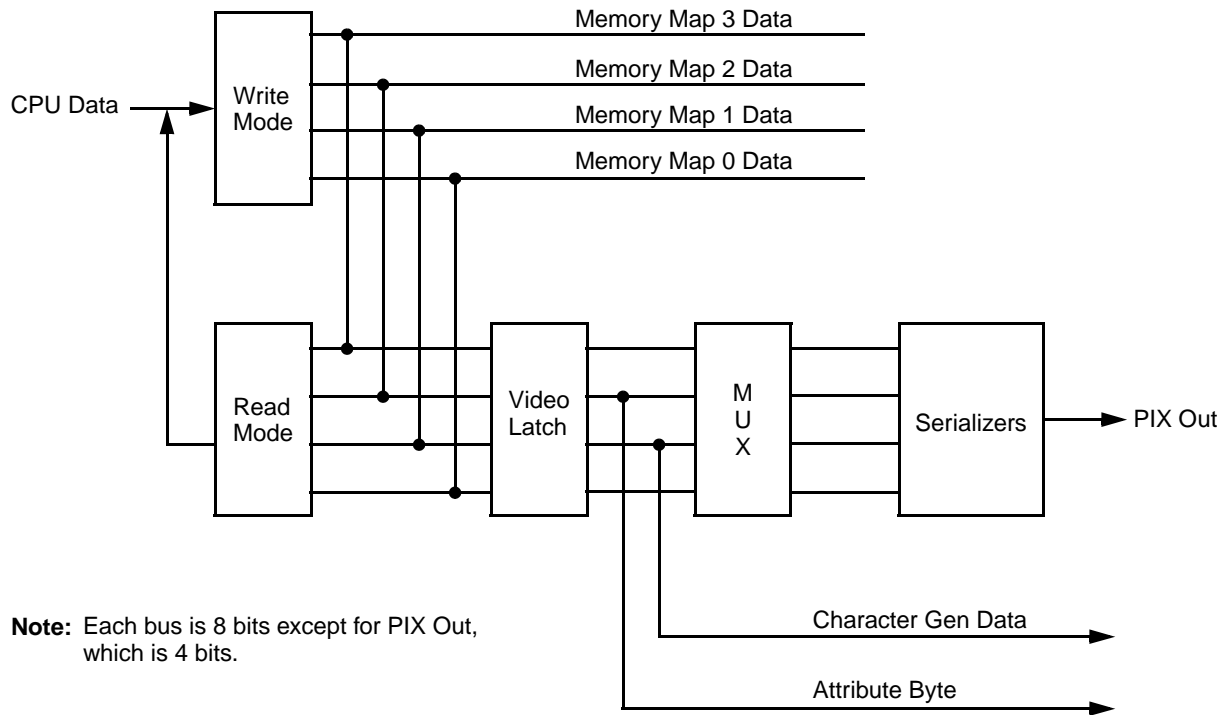 Memory Map 3 Data
Memory Map 2 Data
CPU Data
Write
Mode
Memory Map 1 Data
Memory Map 0 Data
Read
Mode
Video
Latch
M
U
X
Serializers
PIX Out
Note: Each bus is 8 bits except for PIX Out,
which is 4 bits.
Character Gen Data
Attribute Byte